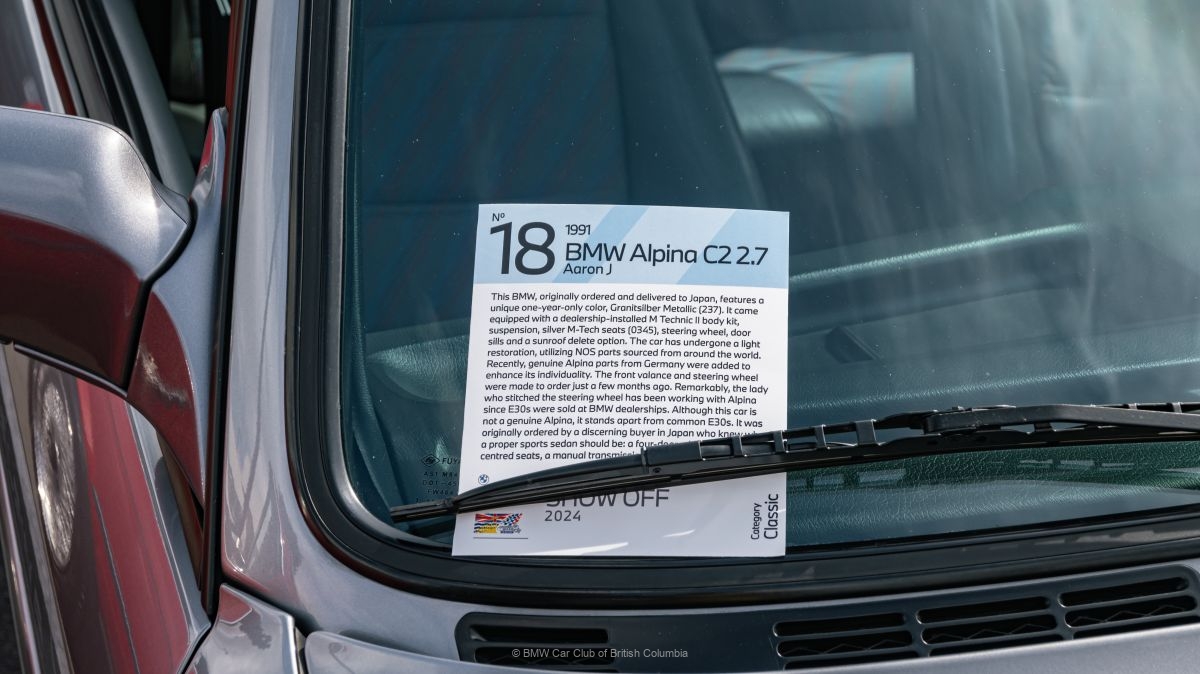 Nº
18
1991
BMW Alpina C2 2.7
Aaron J
This BMW, originally ordered and delivered to Japan, features a
unique one-year-only color, Granitsilber Metallic (237). It came
equipped with a dealership-installed M Technic II body kit,
suspension, silver M-Tech seats (0345), steering wheel, door
sills and a sunroof delete option. The car has undergone a light
restoration, utilizing NOS parts sourced from around the world.
Recently, genuine Alpina parts from Germany were added to
enhance its individuality. The front valance and steering wheel
were made to order just a few months ago. Remarkably, the lady
who stitched the steering wheel has been working with Alpina
since E30s were sold at BMW dealerships. Although this car is
not a genuine Alpina, it stands apart from common E30s. It was
originally ordered by a discerning buyer in Japan who knew
a proper sports sedan should be: a
centred seats, a manual
SHOW OFF
2024
Category
Classic
© BMW Car Club of British Columbia